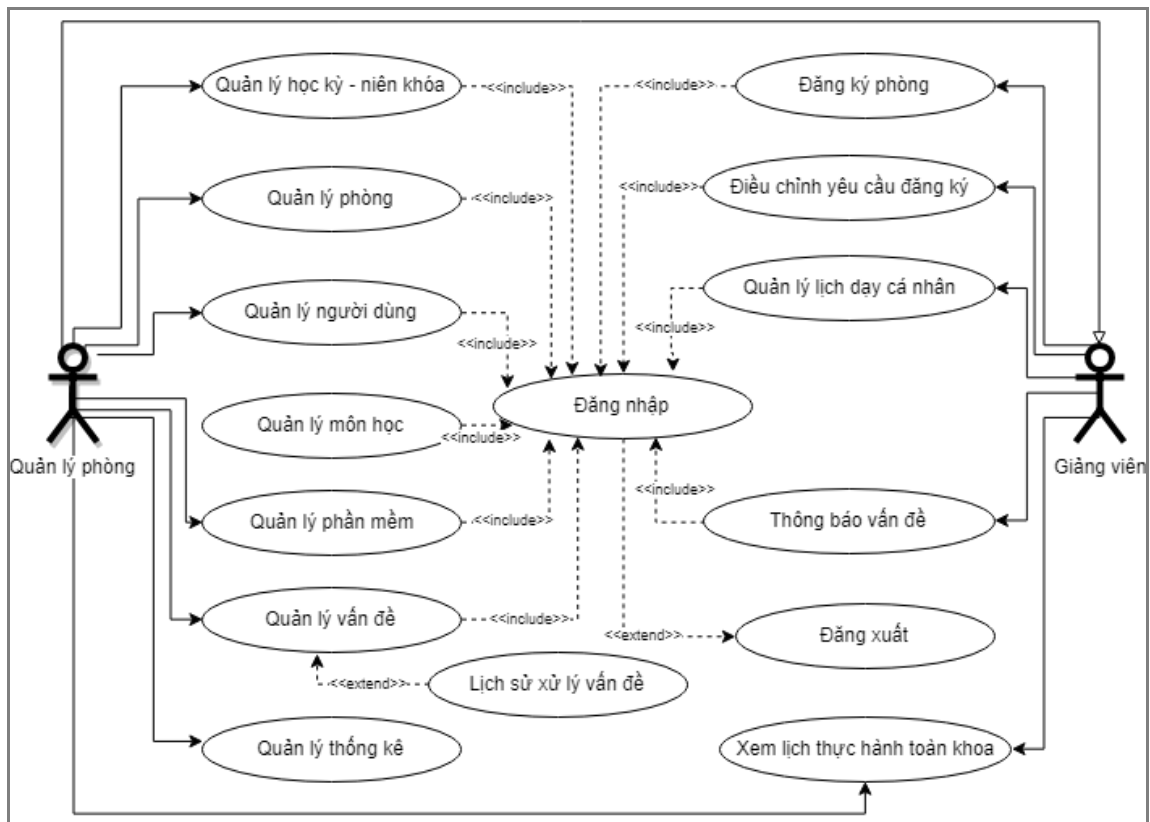 Quản lý học kỳ - niên khóa
<<include>>
<<include>>
Đăng ký phòng
Quản lý phòng
<<include>>
<<include>>
Điều chỉnh yêu cầu đăng ký
Quản lý người dùng
<<include>>
<<include>>
Quản lý lịch dạy cá nhân
Đăng nhập
Quản lý môn học
<<include>>
Quản lý phòng
Giảng viên
Quản lý phần mềm
<<include>>
<<include>>
Thông báo vấn đề
Quản lý vấn đề
<<include>>
<<extend>>
Đăng xuất
<<extend>>
Lịch sử xử lý vấn đề
Quản lý thống kê
Xem lịch thực hành toàn khoa